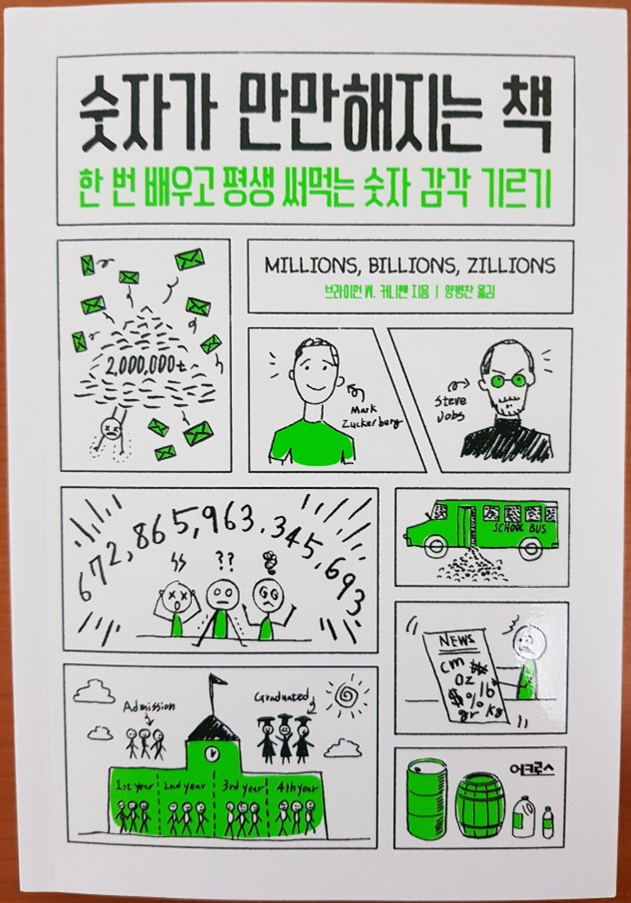 숫자가 만만해지는 책
한 번 배우고 평생 써먹는 숫자 감각 기르기
MILLIONS, BILLIONS, ZILLIONS
브라이언 W. 커니핸 지음 | 양병찬 옮김
2,000,000t
Mark
Zuckerberg
Steve
Jobs
672,865,963,345,693
??
SCHOOL BUS
NEWS
cm
oz
$ % lb
gr kg
Admission
Graduated
1st year 2nd year 3rd year 4th year
어크로스